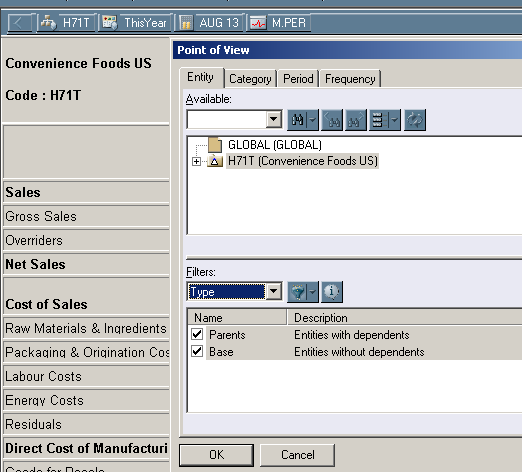 H71T ThisYear AUG 13 M.PER
Convenience Foods US
Code : H71T
Sales
Gross Sales
Overriders
Net Sales
Cost of Sales
Raw Materials & Ingredients
Packaging & Origination Cos
Labour Costs
Energy Costs
Residuals
Direct Cost of Manufacturi
Goods for Resale
Point of View
Entity Category Period Frequency
Available:
GLOBAL (GLOBAL)
H71T (Convenience Foods US)
Filters:
Type
Name Description
Parents Entities with dependents
Base Entities without dependents
OK Cancel